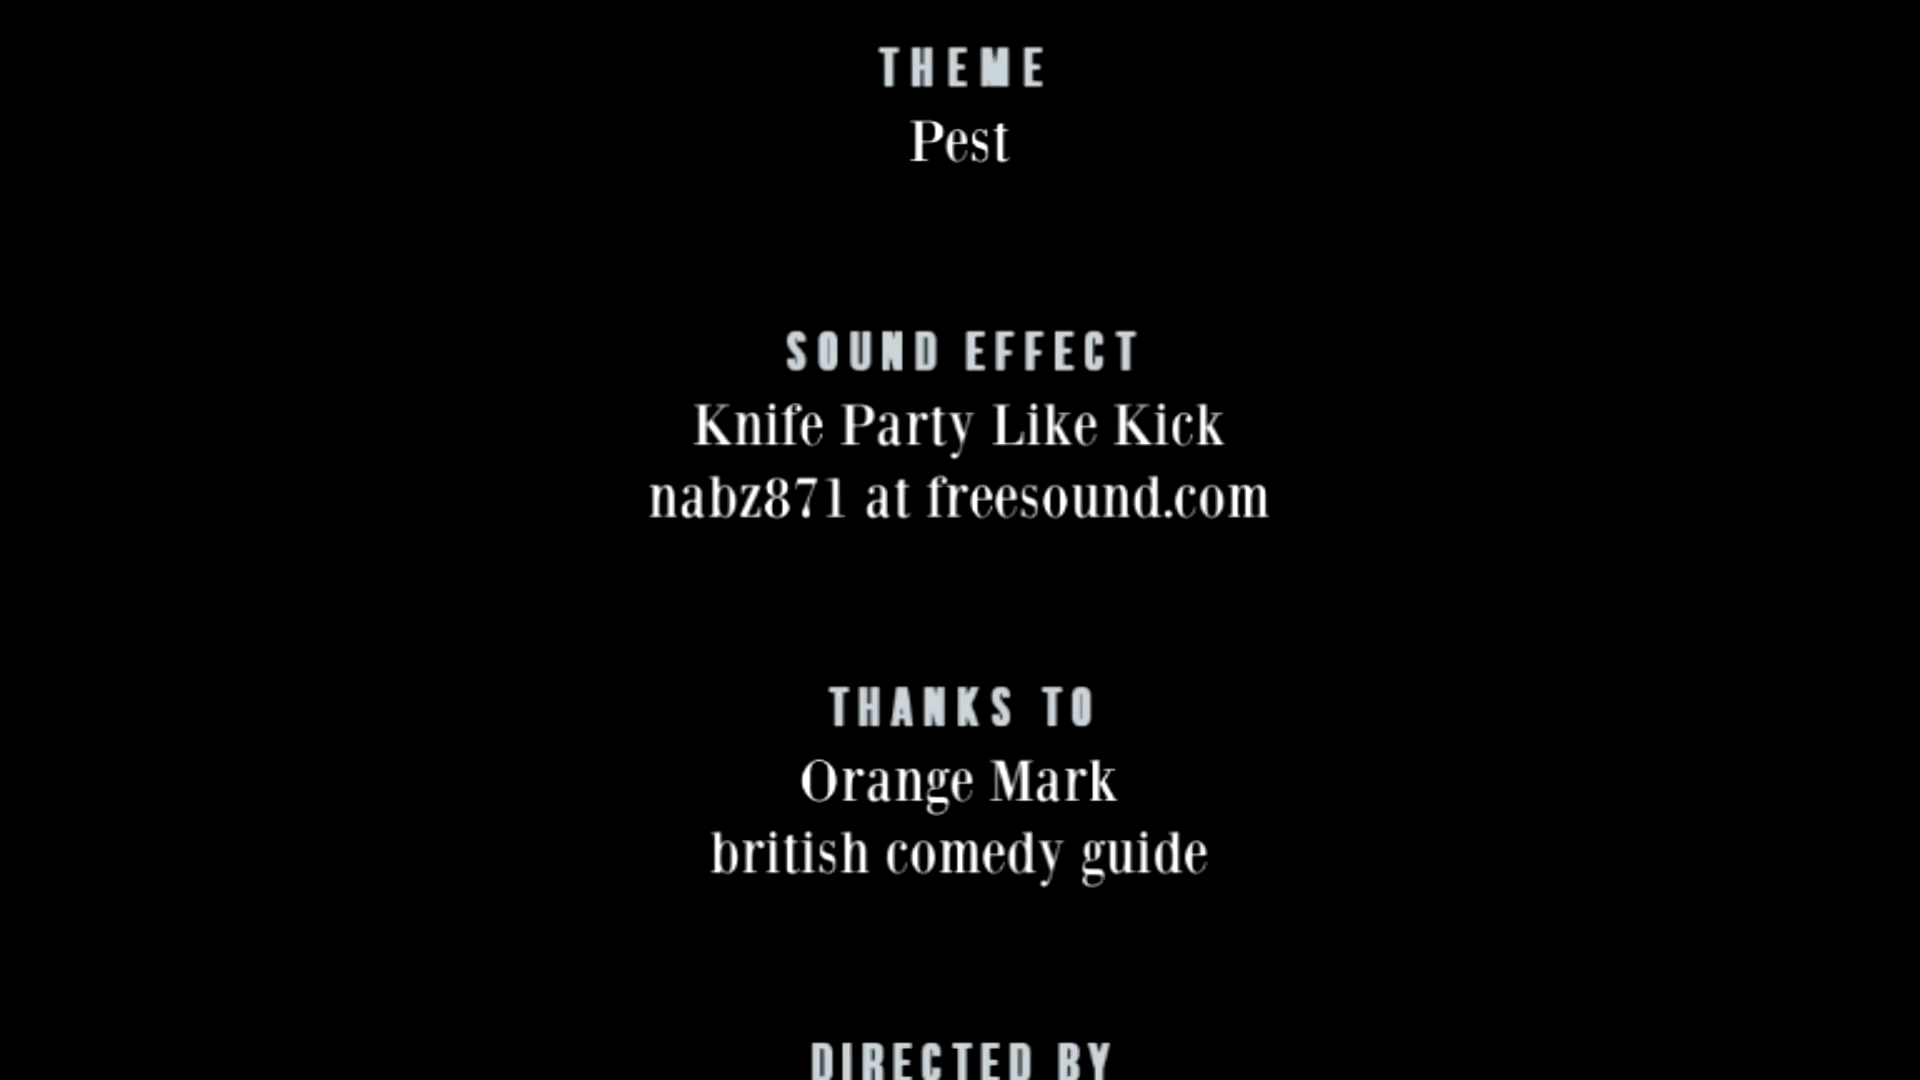 THEME
Pest
SOUND EFFECT
Knife Party Like Kick
nabz871 at freesound.com
THANKS TO
Orange Mark
british comedy guide
DIRECTED BY